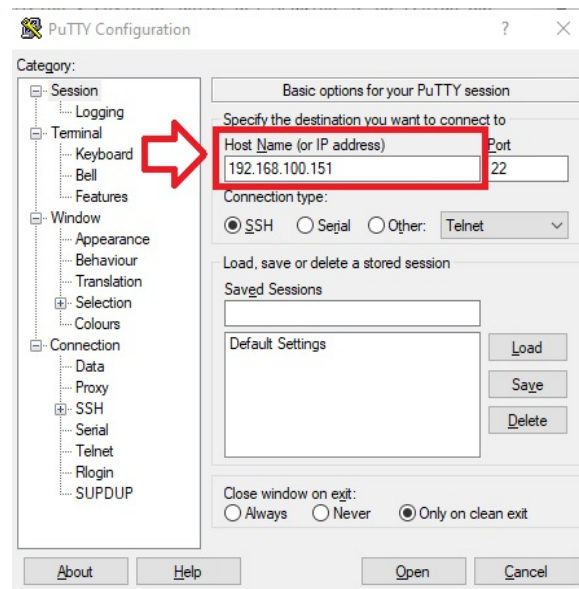 PuTTY Configuration
?
Category:
Session
Logging
Terminal
Keyboard
Bell
Features
Window
Appearance
Behaviour
Translation
Selection
Colours
Connection
Data
Proxy
SSH
Serial
Telnet
Rlogin
SUPDUP
Basic options for your PuTTY session
Specify the destination you want to connect to
Host Name (or IP address)
Port
192.168.100.151
22
Connection type:
SSH
Serial
Other:
Telnet
Load, save or delete a stored session
Saved Sessions
Default Settings
Load
Save
Delete
Close window on exit:
Always
Never
Only on clean exit
About
Help
Open
Cancel